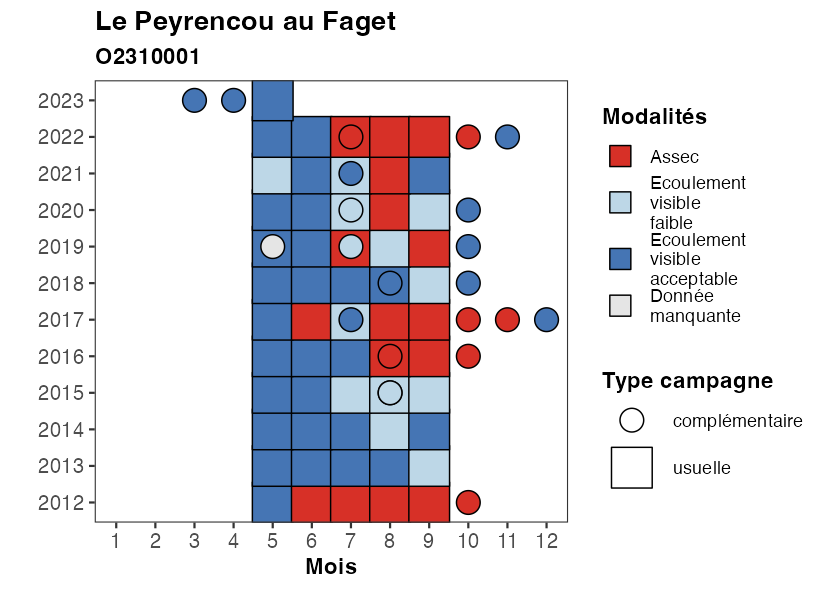 Le Peyrencou au Faget
O2310001
2023
2022
2021
2020
2019
2018
2017
2016
2015
2014
2013
2012
1 2 3 4 5 6 7 8 9 10 11 12
Mois
Modalités
Assec
Ecoulement
visible
faible
Ecoulement
visible
acceptable
Donnée
manquante
Type campagne
complémentaire
usuelle